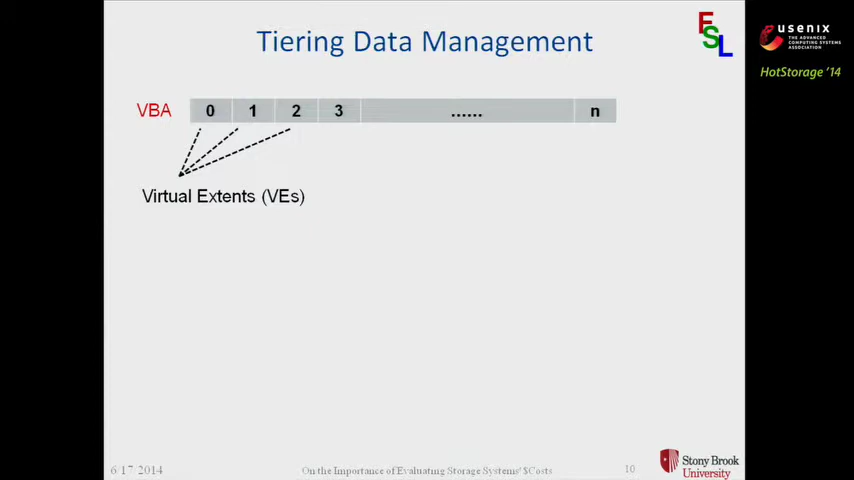 Tiering Data Management
FSL
usenix
THE ADVANCED
COMPUTING SYSTEMS
ASSOCIATION
HotStorage '14
VBA 0 1 2 3 ...... n
Virtual Extents (VEs)
6/17/2014 On the Importance of Evaluating Storage Systems' $Costs 10
Stony Brook
University